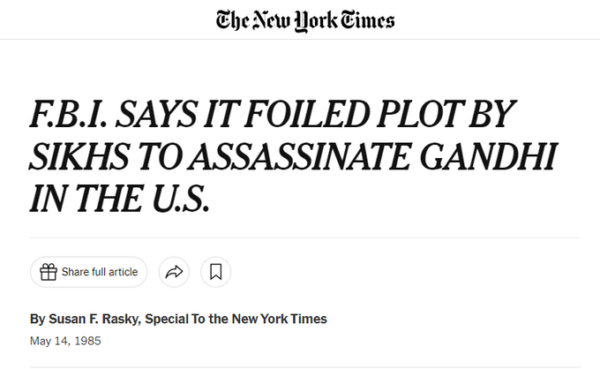 The New York Times
F.B.I. SAYS IT FOILED PLOT BY
SIKHS TO ASSASSINATE GANDHI
IN THE U.S.
Share full article
By Susan F. Rasky, Special To the New York Times
May 14, 1985